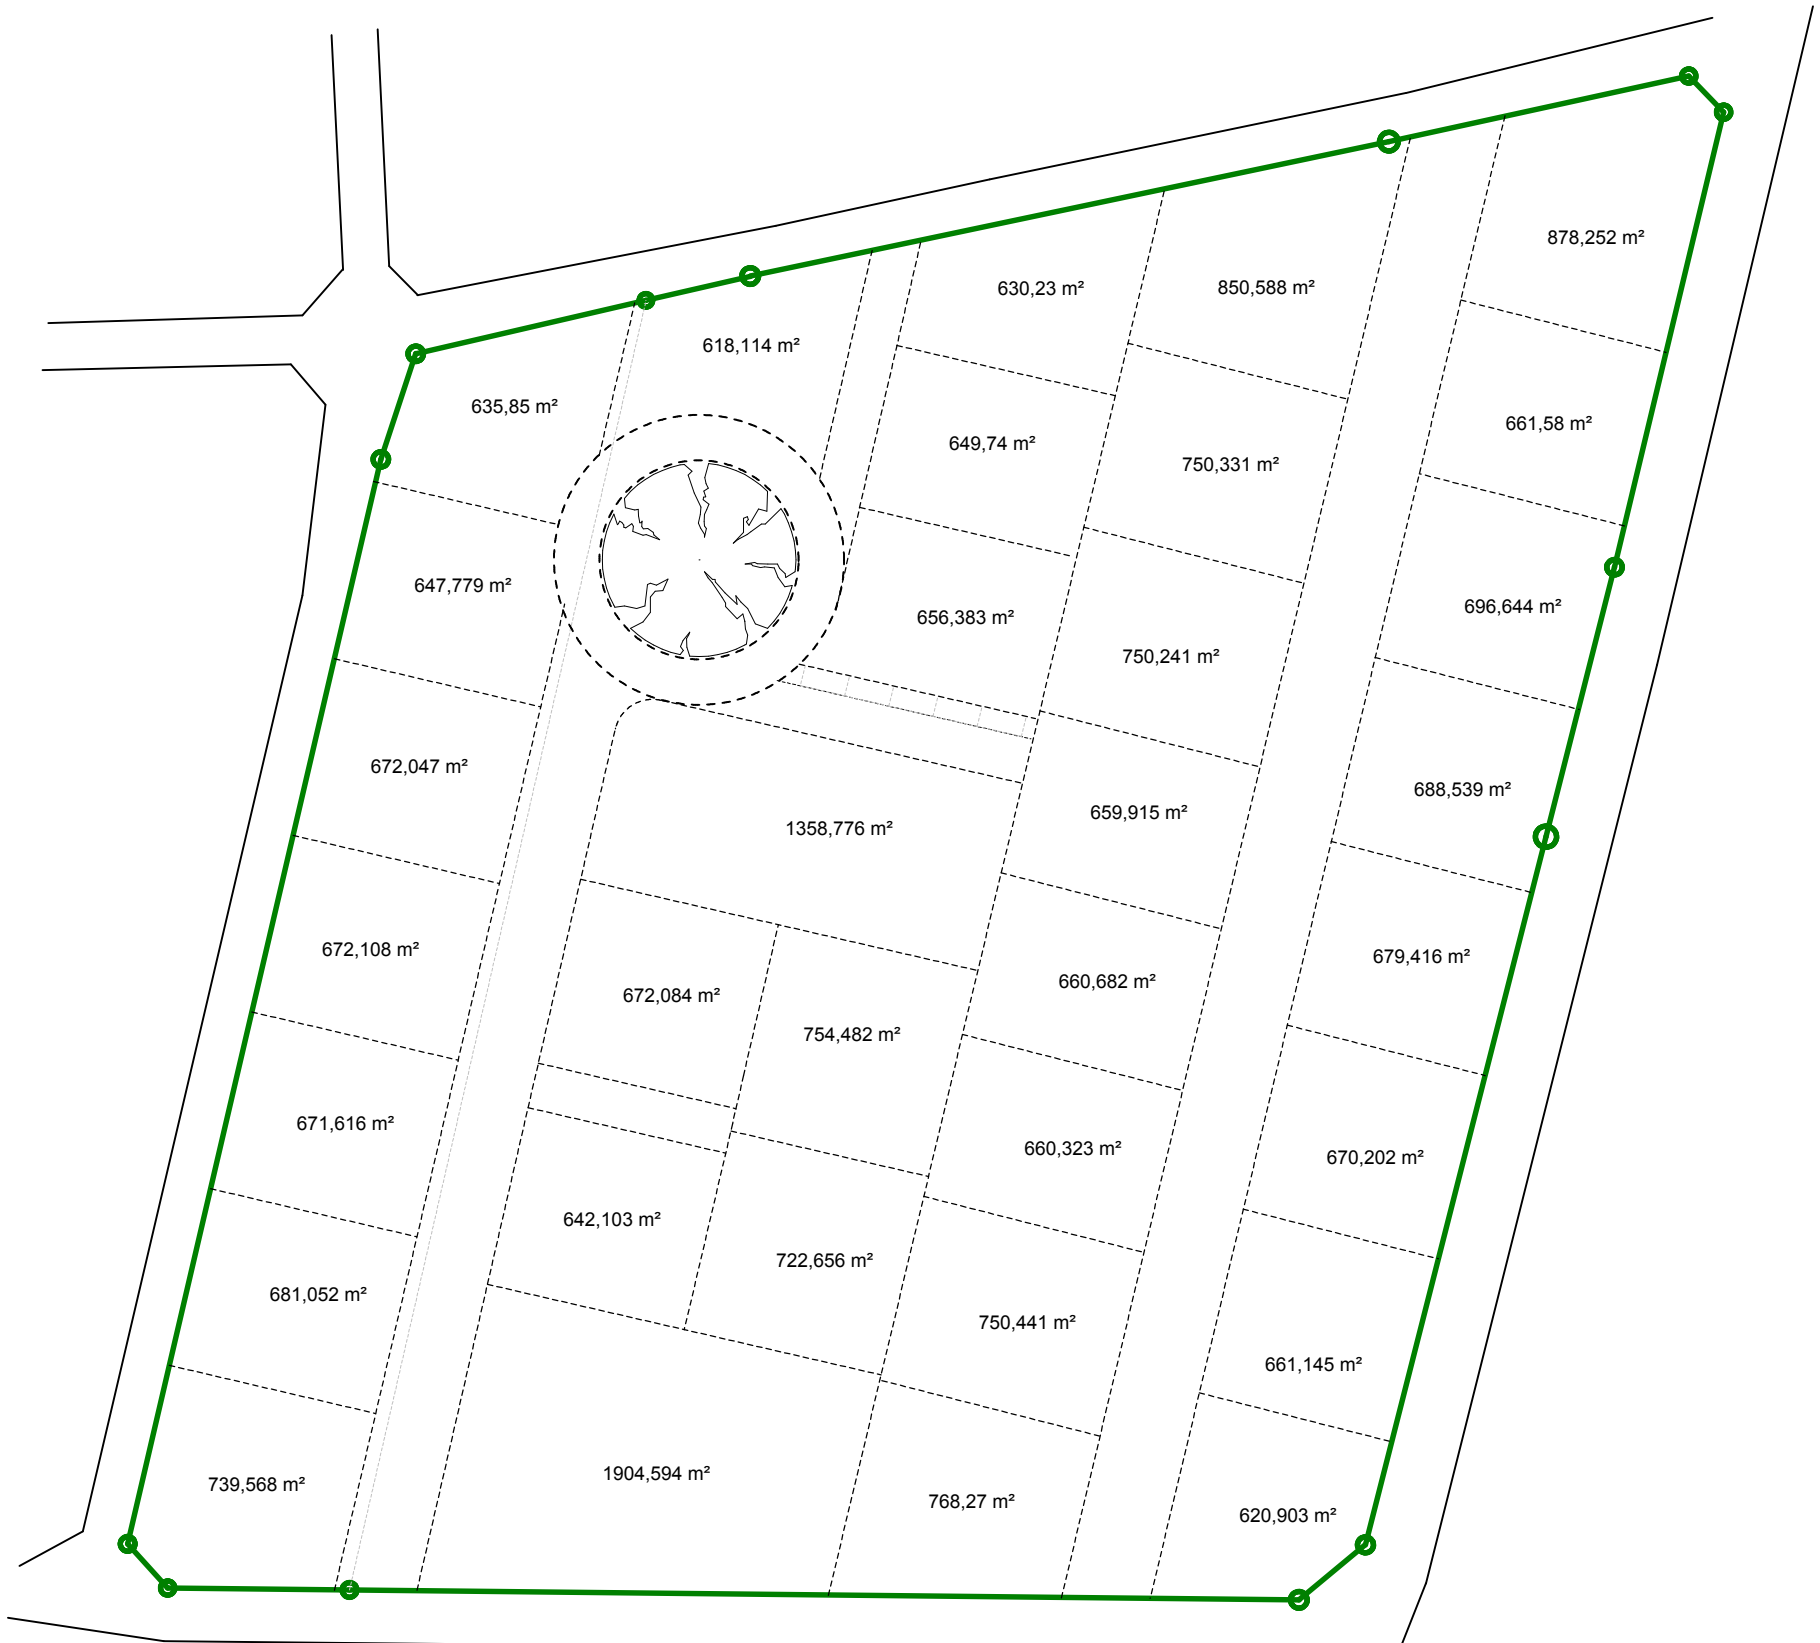 878,252 m²
630,23 m²
850,588 m²
618,114 m²
635,85 m²
661,58 m²
649,74 m²
750,331 m²
647,779 m²
656,383 m²
696,644 m²
750,241 m²
672,047 m²
688,539 m²
659,915 m²
1358,776 m²
672,108 m²
679,416 m²
660,682 m²
672,084 m²
754,482 m²
671,616 m²
660,323 m²
670,202 m²
642,103 m²
722,656 m²
681,052 m²
750,441 m²
661,145 m²
739,568 m²
1904,594 m²
768,27 m²
620,903 m²